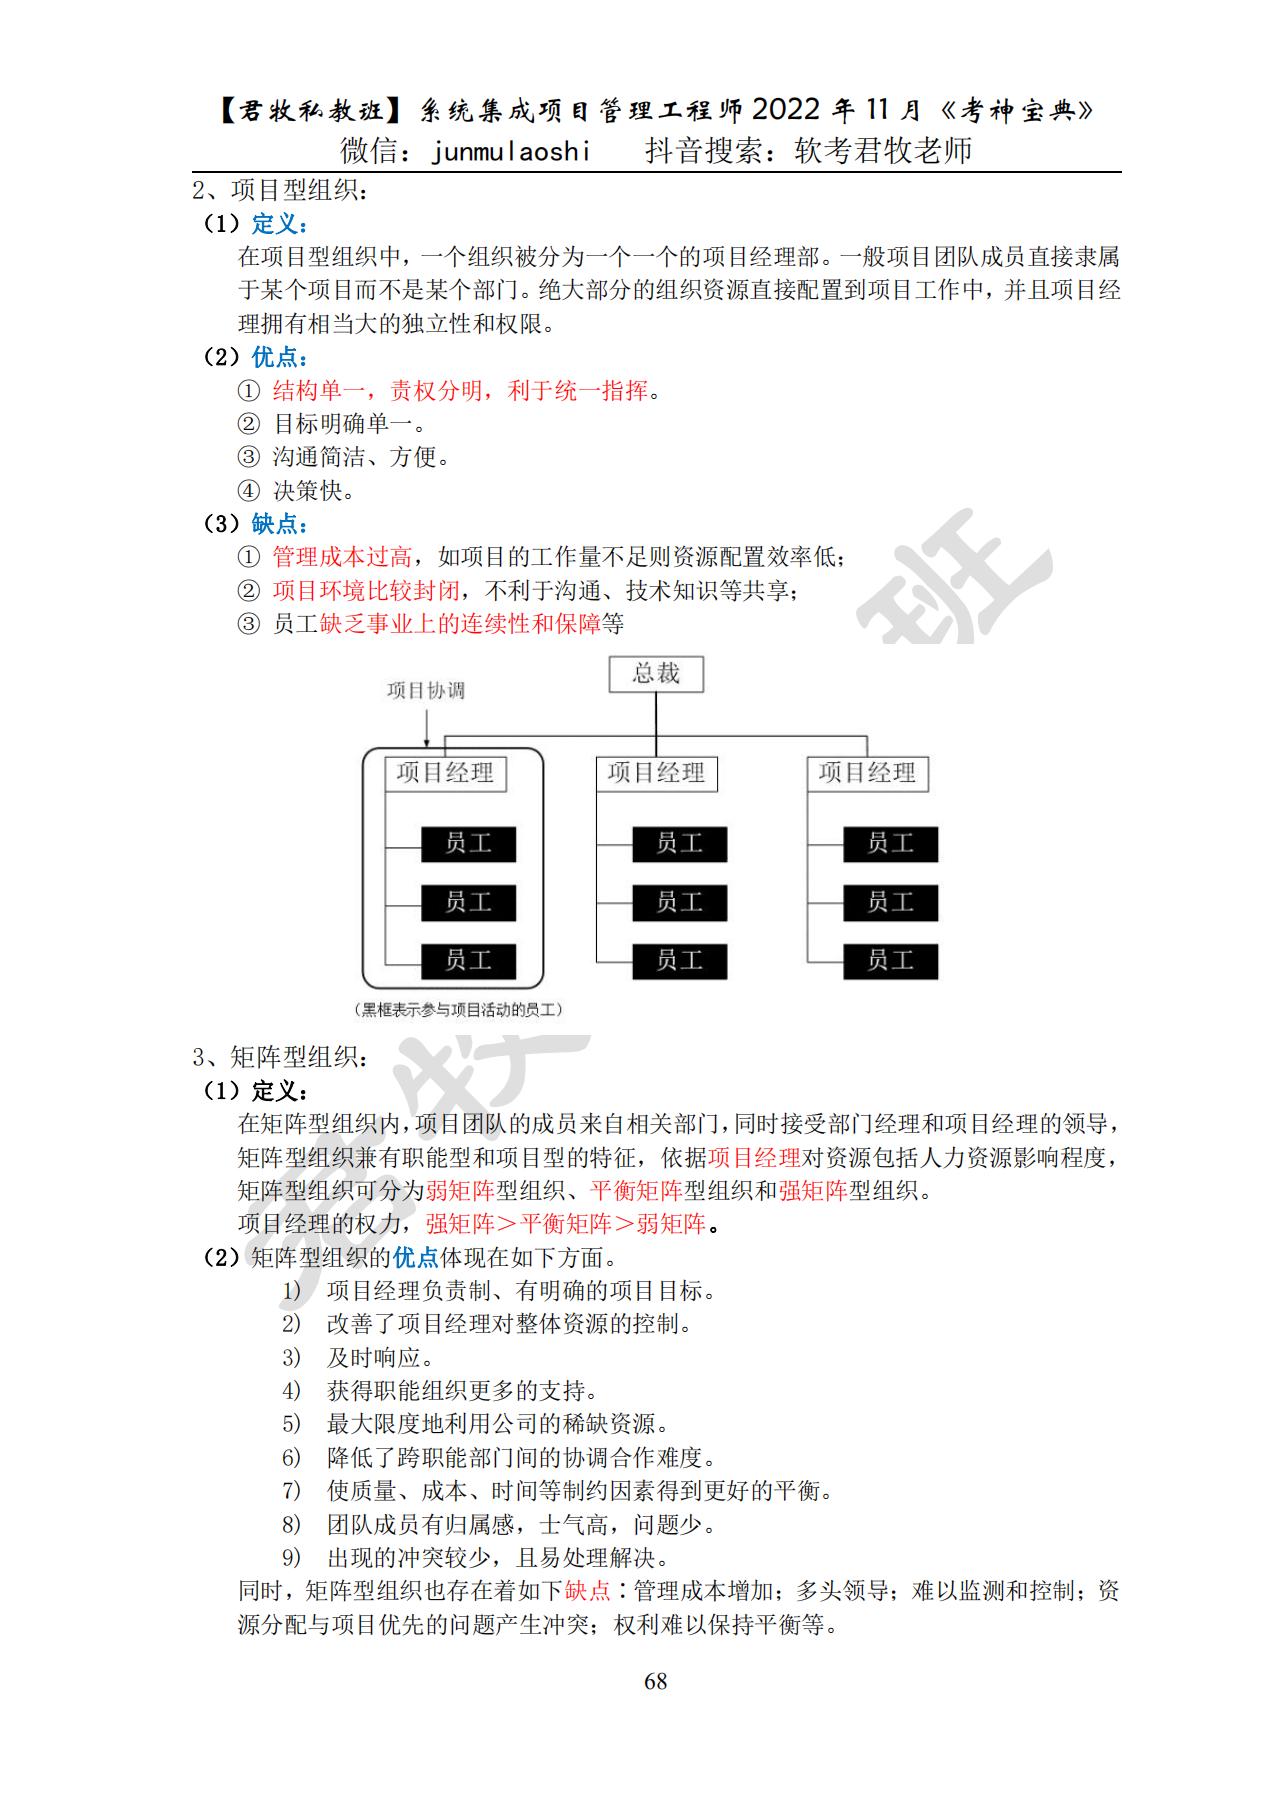 【君牧私教班】系统集成项目管理工程师 2022 年 11 月《考神宝典》
微信：junmulaoshi 抖音搜索：软考君牧老师
2、项目型组织：
（1）定义：
在项目型组织中，一个组织被分为一个一个的项目经理部。一般项目团队成员直接隶属
于某个项目而不是某个部门。绝大部分的组织资源直接配置到项目工作中，并且项目经
理拥有相当大的独立性和权限。
（2）优点：
① 结构单一，责权分明，利于统一指挥。
② 目标明确单一。
③ 沟通简洁、方便。
④ 决策快。
（3）缺点：
① 管理成本过高，如项目的工作量不足则资源配置效率低；
② 项目环境比较封闭，不利于沟通、技术知识等共享；
③ 员工缺乏事业上的连续性和保障等
班
总裁
项目协调
项目经理 项目经理 项目经理
员工 员工 员工
员工 员工 员工
员工 员工 员工
（黑框表示参与项目活动的员工）
君牧
3、矩阵型组织：
（1）定义：
在矩阵型组织内，项目团队的成员来自相关部门，同时接受部门经理和项目经理的领导，
矩阵型组织兼有职能型和项目型的特征，依据项目经理对资源包括人力资源影响程度，
矩阵型组织可分为弱矩阵型组织、平衡矩阵型组织和强矩阵型组织。
项目经理的权力，强矩阵＞平衡矩阵＞弱矩阵。
（2）矩阵型组织的优点体现在如下方面。
1) 项目经理负责制、有明确的项目目标。
2) 改善了项目经理对整体资源的控制。
3) 及时响应。
4) 获得职能组织更多的支持。
5) 最大限度地利用公司的稀缺资源。
6) 降低了跨职能部门间的协调合作难度。
7) 使质量、成本、时间等制约因素得到更好的平衡。
8) 团队成员有归属感，士气高，问题少。
9) 出现的冲突较少，且易处理解决。
同时，矩阵型组织也存在着如下缺点：管理成本增加；多头领导；难以监测和控制；资
源分配与项目优先的问题产生冲突；权利难以保持平衡等。
68